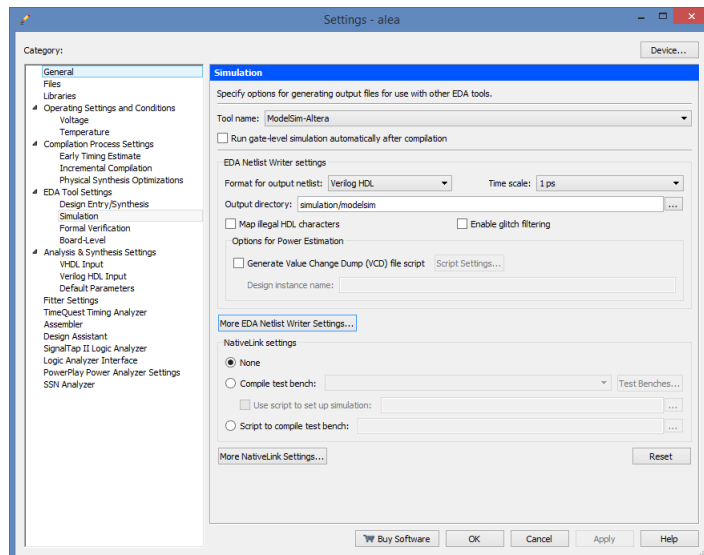 Settings - alea
Category:
Device...
General
Files
Libraries
Operating Settings and Conditions
Voltage
Temperature
Compilation Process Settings
Early Timing Estimate
Incremental Compilation
Physical Synthesis Optimizations
EDA Tool Settings
Design Entry/Synthesis
Simulation
Formal Verification
Board-Level
Analysis & Synthesis Settings
VHDL Input
Verilog HDL Input
Default Parameters
Fitter Settings
TimeQuest Timing Analyzer
Assembler
Design Assistant
SignalTap II Logic Analyzer
Logic Analyzer Interface
PowerPlay Power Analyzer Settings
SSN Analyzer
Simulation
Specify options for generating output files for use with other EDA tools.
Tool name: ModelSim-Altera
Run gate-level simulation automatically after compilation
EDA Netlist Writer settings
Format for output netlist: Verilog HDL Time scale: 1 ps
Output directory: simulation/modelsim ...
Map illegal HDL characters Enable glitch filtering
Options for Power Estimation
Generate Value Change Dump (VCD) file script Script Settings...
Design instance name:
More EDA Netlist Writer Settings...
NativeLink settings
None
Compile test bench: Test Benches...
Use script to set up simulation: ...
Script to compile test bench: ...
More NativeLink Settings... Reset
Buy Software OK Cancel Apply Help